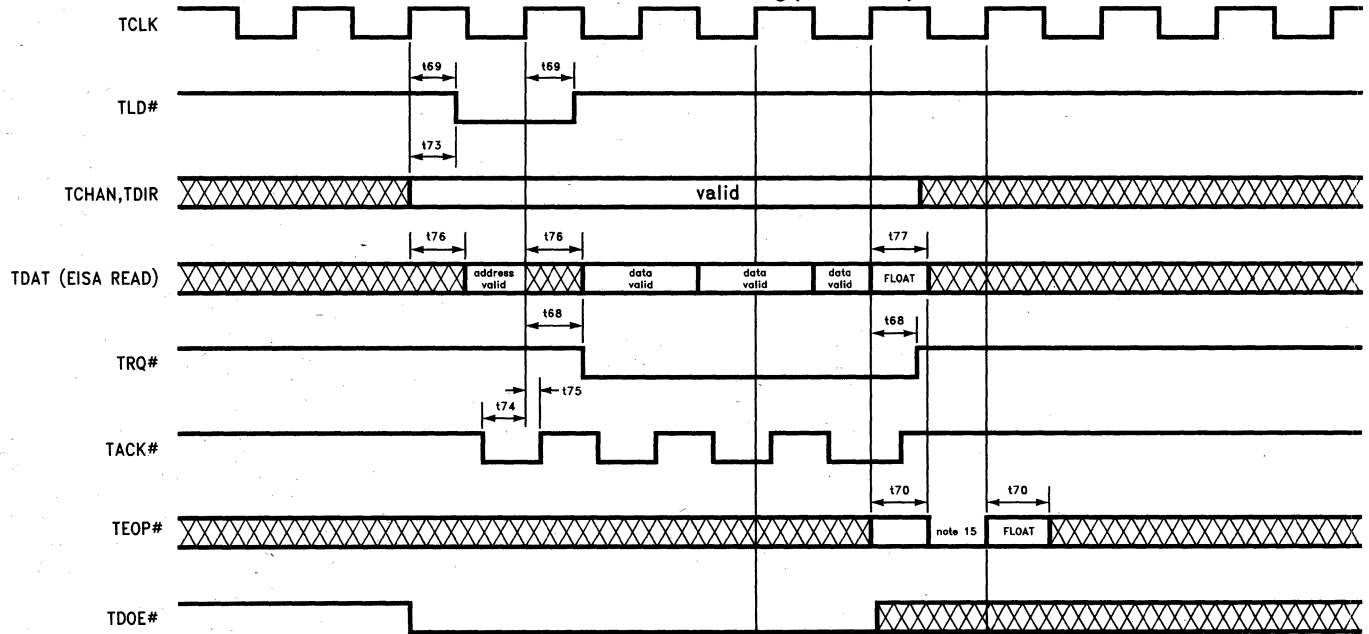 TCLK
t69 t69
TLD#
t73
TCHAN,TDIR valid
t76 t76 t77
TDAT (EISA READ) address valid data valid data valid data valid FLOAT
t68 t68
TRQ#
t74 t75
TACK#
t70 t70
TEOP# note 15 FLOAT
TDOE#